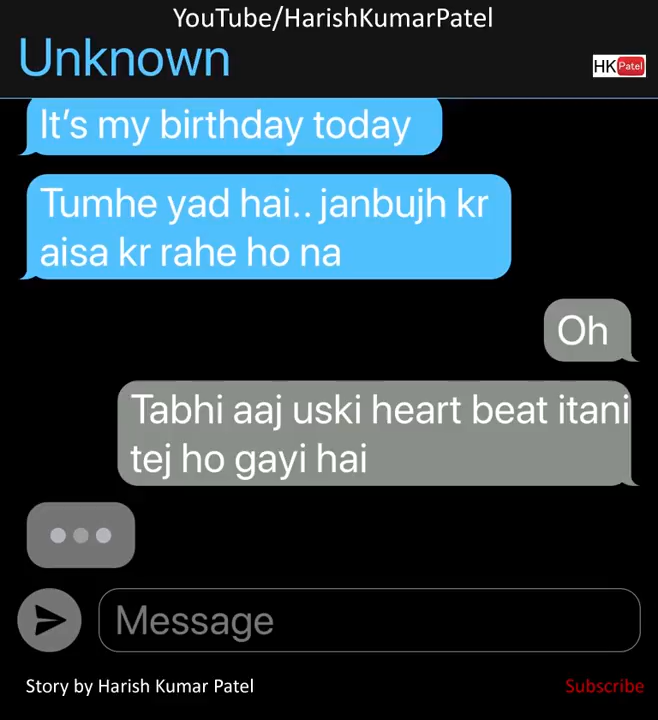 YouTube/HarishKumarPatel
Unknown
HK Patel
It’s my birthday today
Tumhe yad hai.. janbujh kr
aisa kr rahe ho na
Oh
Tabhi aaj uski heart beat itani
tej ho gayi hai
Message
Story by Harish Kumar Patel
Subscribe